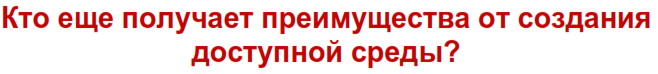 Кто еще получает преимущества от создания
доступной среды?